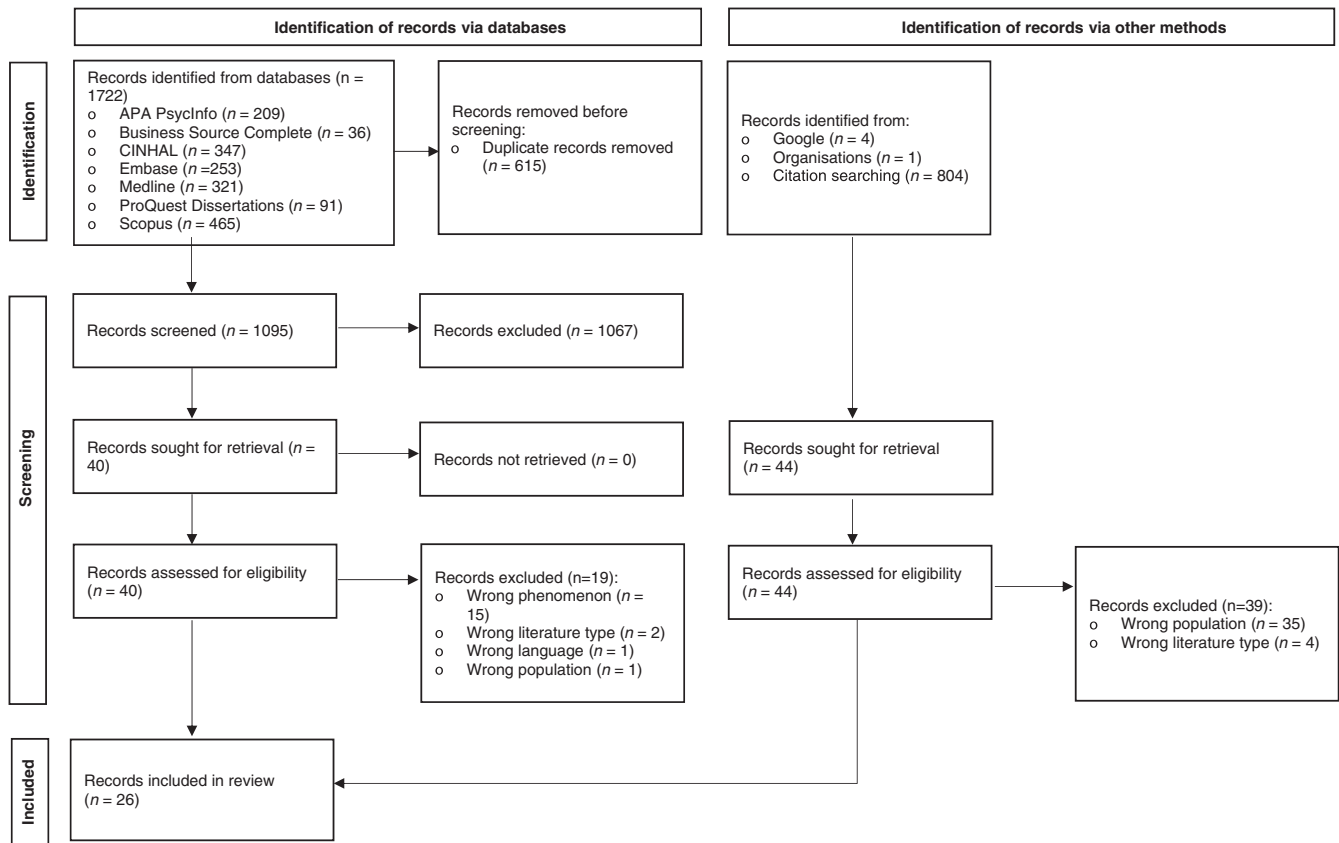 Identification of records via databases
Identification of records via other methods
Identification
Records identified from databases (n =
1722)
o APA PsycInfo (n = 209)
o Business Source Complete (n = 36)
o CINHAL (n = 347)
o Embase (n =253)
o Medline (n = 321)
o ProQuest Dissertations (n = 91)
o Scopus (n = 465)
Records removed before
screening:
o Duplicate records removed
(n = 615)
Records identified from:
o Google (n = 4)
o Organisations (n = 1)
o Citation searching (n = 804)
Screening
Records screened (n = 1095)
Records excluded (n = 1067)
Records sought for retrieval (n =
40)
Records not retrieved (n = 0)
Records sought for retrieval
(n = 44)
Records assessed for eligibility
(n = 40)
Records excluded (n=19):
o Wrong phenomenon (n =
15)
o Wrong literature type (n = 2)
o Wrong language (n = 1)
o Wrong population (n = 1)
Records assessed for eligibility
(n = 44)
Records excluded (n=39):
o Wrong population (n = 35)
o Wrong literature type (n = 4)
Included
Records included in review
(n = 26)